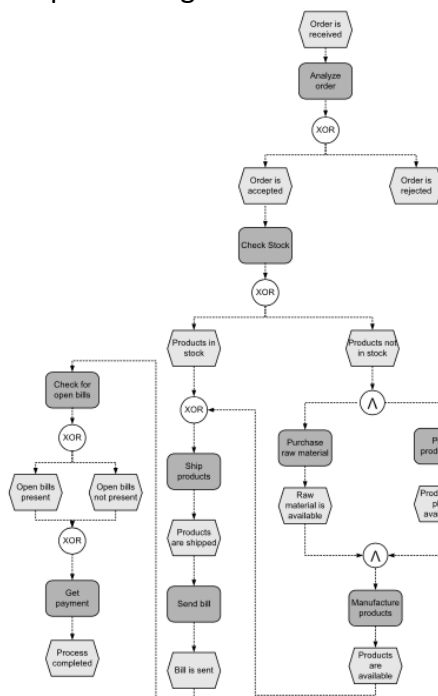 Order is
received
Analyze
order
XOR
Order is
accepted
Order is
rejected
Check Stock
XOR
Products in
stock
Products not
in stock
Check for
open bills
XOR
Λ
XOR
Purchase
raw material
Open bills
present
Open bills
not present
Ship
products
Raw
material is
available
XOR
Products
are shipped
Λ
Get
payment
Send bill
Manufacture
products
Process
completed
Bill is sent
Products
are
available